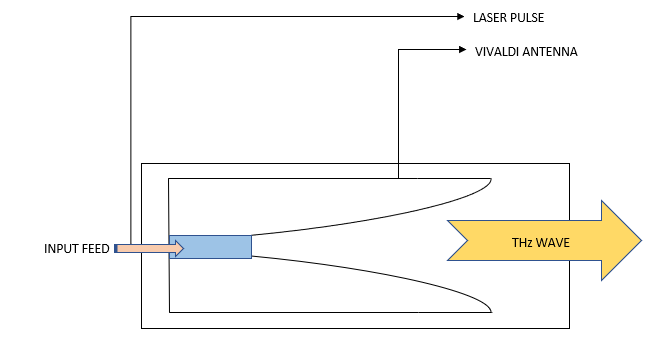 LASER PULSE
VIVALDI ANTENNA
INPUT FEED
THz WAVE